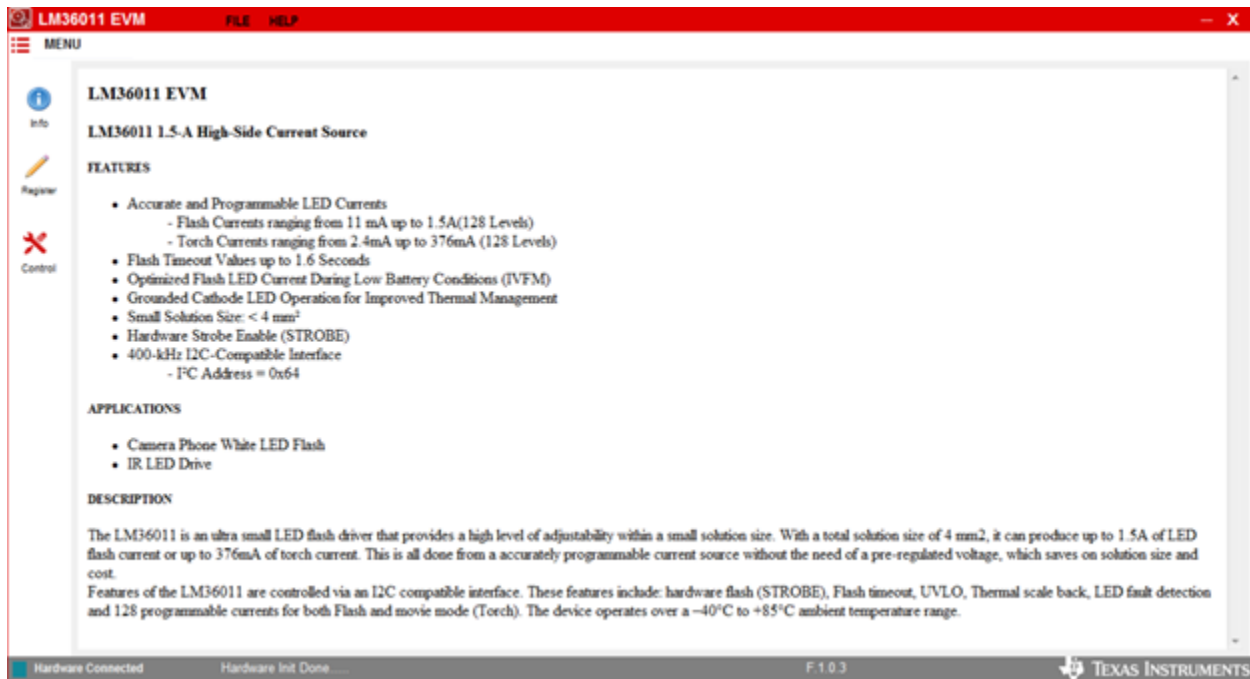 LM36011 EVM FILE HELP
MENU
Info
Register
Control
LM36011 EVM
LM36011 1.5-A High-Side Current Source
FEATURES
• Accurate and Programmable LED Currents
- Flash Currents ranging from 11 mA up to 1.5A(128 Levels)
- Torch Currents ranging from 2.4mA up to 376mA (128 Levels)
• Flash Timeout Values up to 1.6 Seconds
• Optimized Flash LED Current During Low Battery Conditions (IVFM)
• Grounded Cathode LED Operation for Improved Thermal Management
• Small Solution Size: < 4 mm²
• Hardware Strobe Enable (STROBE)
• 400-kHz I2C-Compatible Interface
- I²C Address = 0x64
APPLICATIONS
• Camera Phone White LED Flash
• IR LED Drive
DESCRIPTION
The LM36011 is an ultra small LED flash driver that provides a high level of adjustability within a small solution size. With a total solution size of 4 mm2, it can produce up to 1.5A of LED
flash current or up to 376mA of torch current. This is all done from a accurately programmable current source without the need of a pre-regulated voltage, which saves on solution size and
cost.
Features of the LM36011 are controlled via an I2C compatible interface. These features include: hardware flash (STROBE), Flash timeout, UVLO, Thermal scale back, LED fault detection
and 128 programmable currents for both Flash and movie mode (Torch). The device operates over a –40°C to +85°C ambient temperature range.
Hardware Connected Hardware Init Done..... F.1.0.3 TEXAS INSTRUMENTS